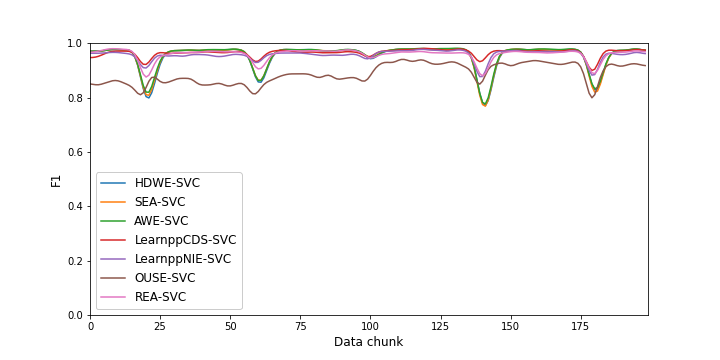 1.0
0.8
0.6
0.4
0.2
0.0
F1
HDWE-SVC
SEA-SVC
AWE-SVC
LearnppCDS-SVC
LearnppNIE-SVC
OUSE-SVC
REA-SVC
0 25 50 75 100 125 150 175
Data chunk